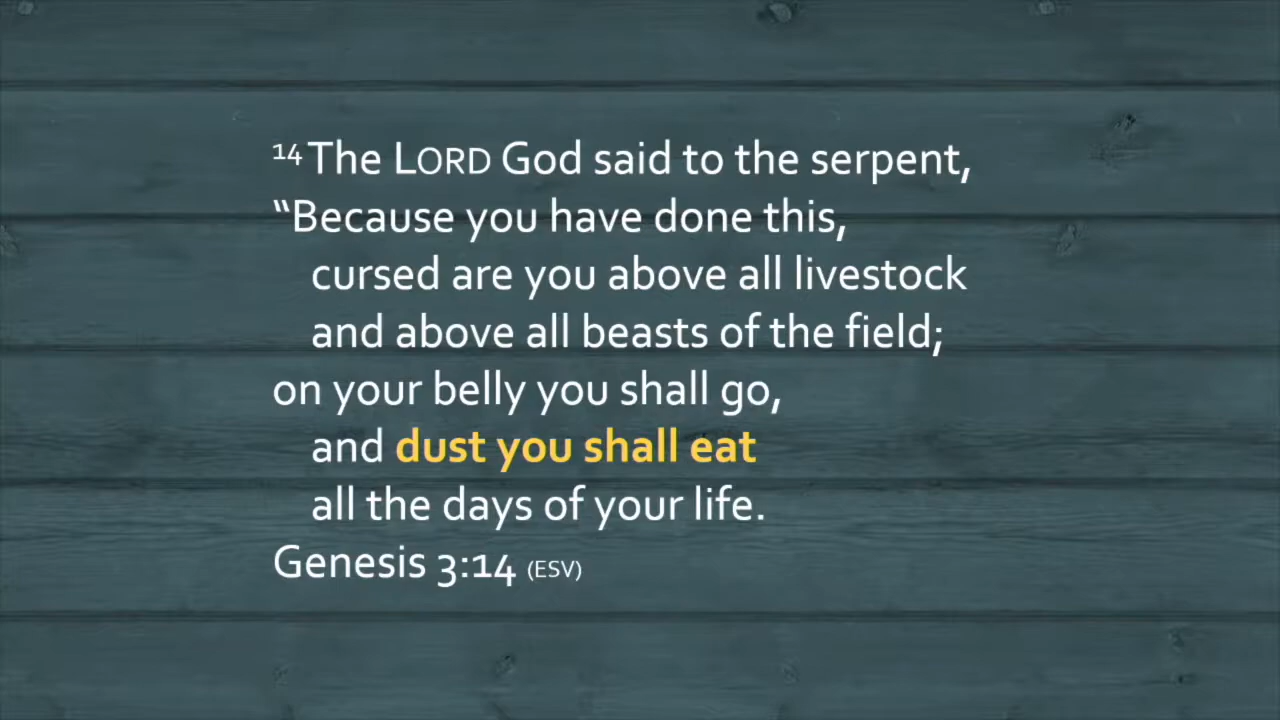 14 The LORD God said to the serpent,
“Because you have done this,
cursed are you above all livestock
and above all beasts of the field;
on your belly you shall go,
and dust you shall eat
all the days of your life.
Genesis 3:14 (ESV)